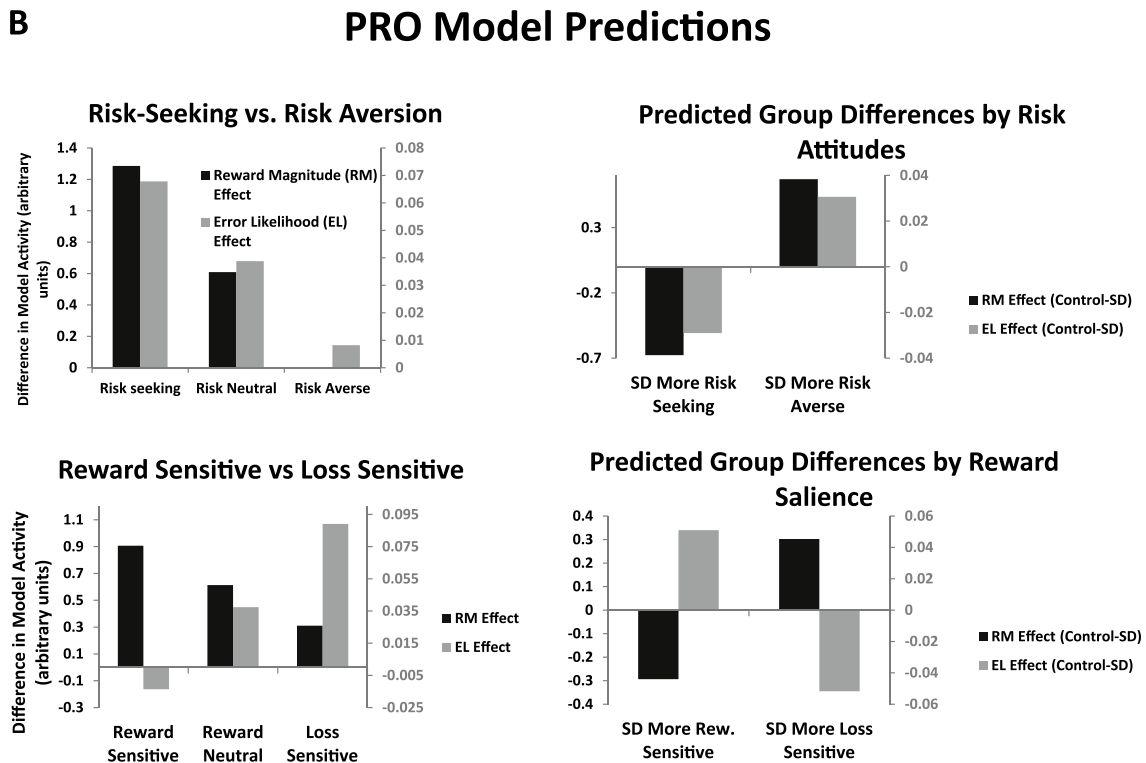 B
PRO Model Predictions
Risk-Seeking vs. Risk Aversion
Difference in Model Activity (arbitrary
units)
1.4
1.2
1
0.8
0.6
0.4
0.2
0
0.08
0.07
0.06
0.05
0.04
0.03
0.02
0.01
0
Reward Magnitude (RM)
Effect
Error Likelihood (EL)
Effect
Risk seeking
Risk Neutral
Risk Averse
Predicted Group Differences by Risk
Attitudes
0.3
-0.2
-0.7
0.04
0.02
0
-0.02
-0.04
RM Effect (Control-SD)
EL Effect (Control-SD)
SD More Risk
Seeking
SD More Risk
Averse
Reward Sensitive vs Loss Sensitive
Difference in Model Activity
(arbitrary units)
1.1
0.9
0.7
0.5
0.3
0.1
-0.1
-0.3
0.095
0.075
0.055
0.035
0.015
-0.005
-0.025
RM Effect
EL Effect
Reward
Sensitive
Reward
Neutral
Loss
Sensitive
Predicted Group Differences by Reward
Salience
0.4
0.3
0.2
0.1
0
-0.1
-0.2
-0.3
-0.4
0.06
0.04
0.02
0
-0.02
-0.04
-0.06
RM Effect (Control-SD)
EL Effect (Control-SD)
SD More Rew.
Sensitive
SD More Loss
Sensitive